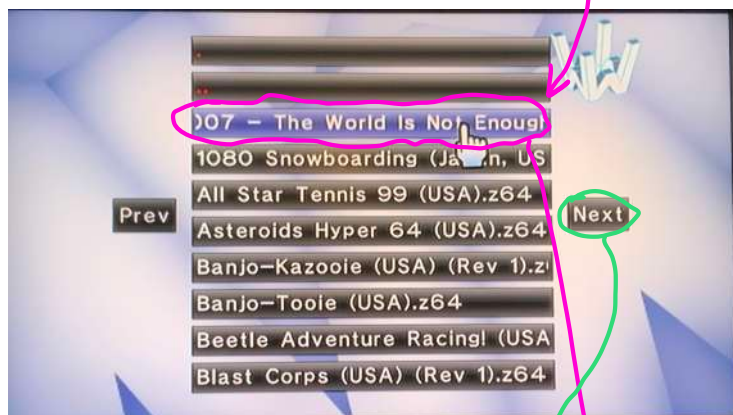 .
..
007 - The World Is Not Enough
1080 Snowboarding (Japan, US
All Star Tennis 99 (USA).z64
Prev
Next
Asteroids Hyper 64 (USA).z64
Banjo-Kazooie (USA) (Rev 1).z
Banjo-Tooie (USA).z64
Beetle Adventure Racing! (USA
Blast Corps (USA) (Rev 1).z64